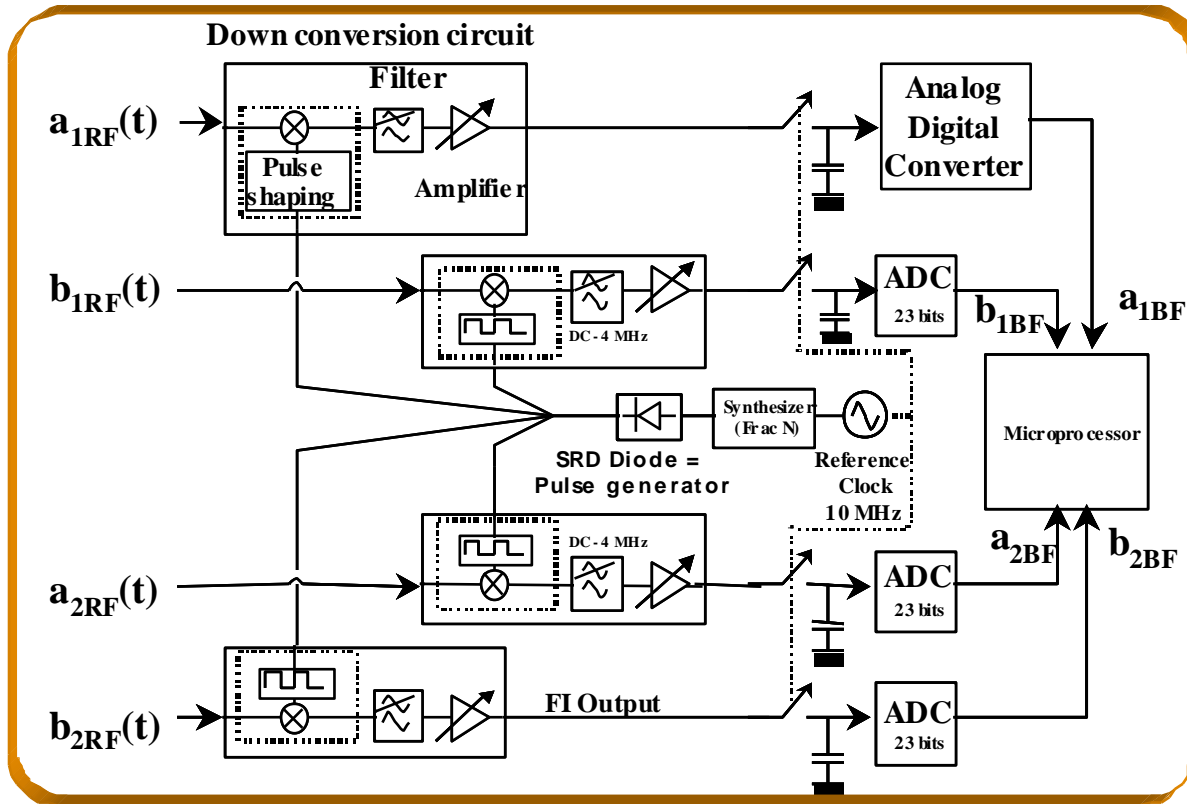 Down conversion circuit
Filter
a1RF(t)
Pulse
shaping
Amplifier
Analog
Digital
Converter
b1RF(t)
DC-4 MHz
ADC
23 bits
b1BF
a1BF
Synthesizer
(Frac N)
SRD Diode =
Pulse generator
Reference
Clock
10 MHz
Microprocessor
a2RF(t)
DC-4 MHz
ADC
23 bits
a2BF
b2BF
b2RF(t)
FI Output
ADC
23 bits